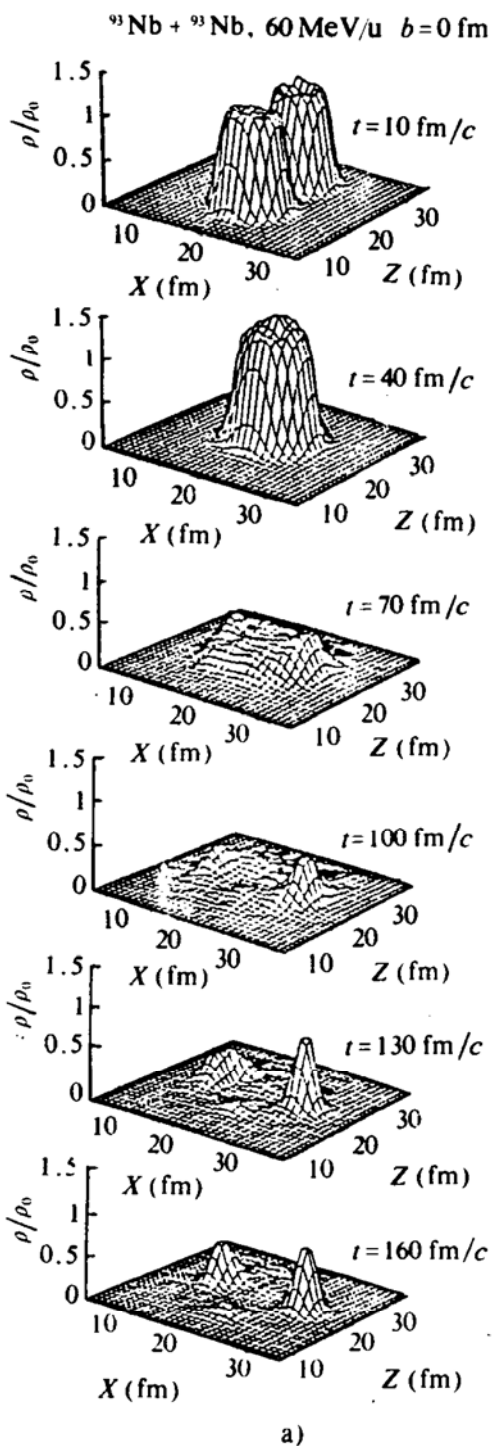 ⁹³Nb + ⁹³Nb, 60 MeV/u b = 0 fm
1.5
ρ/ρ₀
1
t = 10 fm/c
0.5
0
10
20
30
X (fm)
10
20
30
Z (fm)
1.5
ρ/ρ₀
1
t = 40 fm/c
0.5
0
10
20
30
X (fm)
10
20
30
Z (fm)
1.5
ρ/ρ₀
1
t = 70 fm/c
0.5
0
10
20
30
X (fm)
10
20
30
Z (fm)
1.5
ρ/ρ₀
1
t = 100 fm/c
0.5
0
10
20
30
X (fm)
10
20
30
Z (fm)
1.5
ρ/ρ₀
1
t = 130 fm/c
0.5
0
10
20
30
X (fm)
10
20
30
Z (fm)
1.5
ρ/ρ₀
1
t = 160 fm/c
0.5
0
10
20
30
X (fm)
10
20
30
Z (fm)
a)